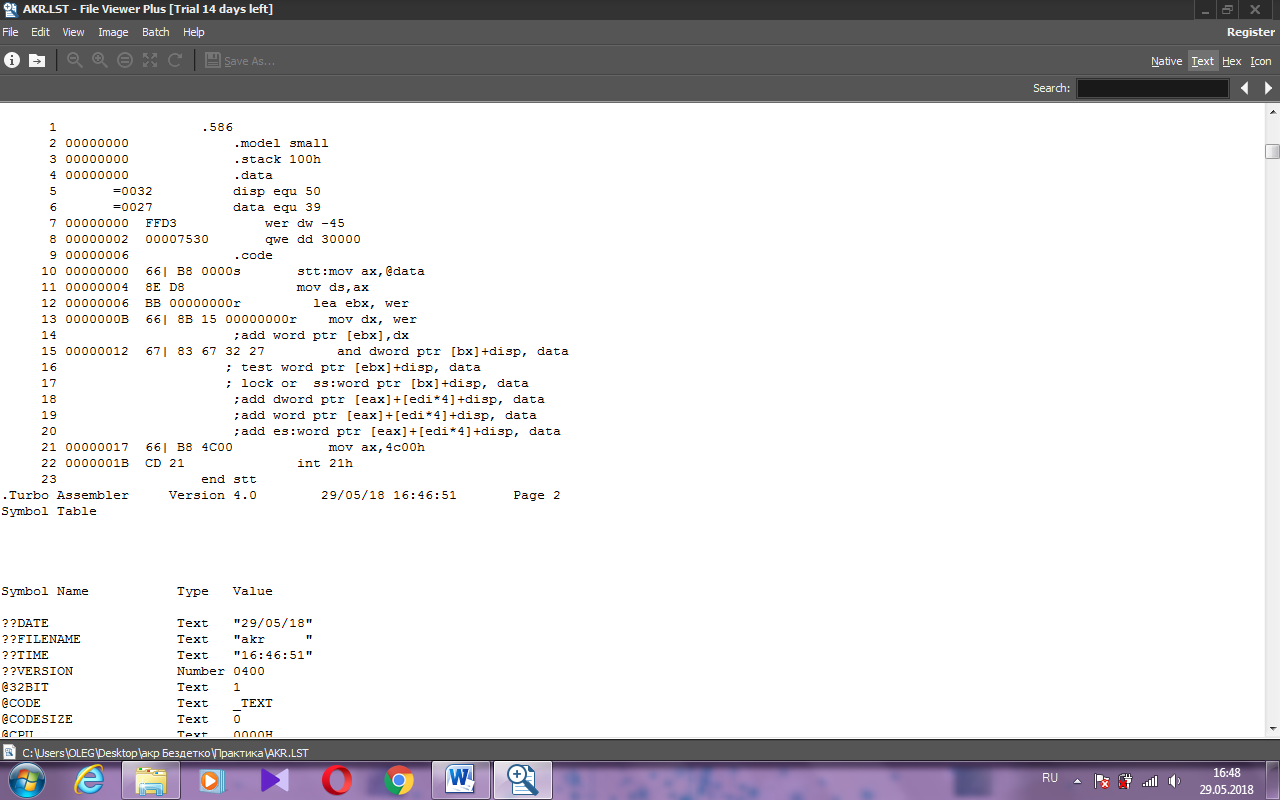 AKR.LST - File Viewer Plus [Trial 14 days left]
File Edit View Image Batch Help Register
Save As... Native Text Hex Icon
Search:
1 .586
2 00000000 .model small
3 00000000 .stack 100h
4 00000000 .data
5 =0032 disp equ 50
6 =0027 data equ 39
7 00000000 FFD3 wer dw -45
8 00000002 00007530 qwe dd 30000
9 00000006 .code
10 00000000 66| B8 0000s stt:mov ax,@data
11 00000004 8E D8 mov ds,ax
12 00000006 BB 00000000r lea ebx, wer
13 0000000B 66| 8B 15 00000000r mov dx, wer
14 ;add word ptr [ebx],dx
15 00000012 67| 83 67 32 27 and dword ptr [bx]+disp, data
16 ; test word ptr [ebx]+disp, data
17 ; lock or ss:word ptr [bx]+disp, data
18 ;add dword ptr [eax]+[edi*4]+disp, data
19 ;add word ptr [eax]+[edi*4]+disp, data
20 ;add es:word ptr [eax]+[edi*4]+disp, data
21 00000017 66| B8 4C00 mov ax,4c00h
22 0000001B CD 21 int 21h
23 end stt
.Turbo Assembler Version 4.0 29/05/18 16:46:51 Page 2
Symbol Table
Symbol Name Type Value
??DATE Text "29/05/18"
??FILENAME Text "akr "
??TIME Text "16:46:51"
??VERSION Number 0400
@32BIT Text 1
@CODE Text _TEXT
@CODESIZE Text 0
@CPU Text 0000H
C:\Users\OLEG\Desktop\акр Бездетко\Практика\AKR.LST
RU 16:48
29.05.2018